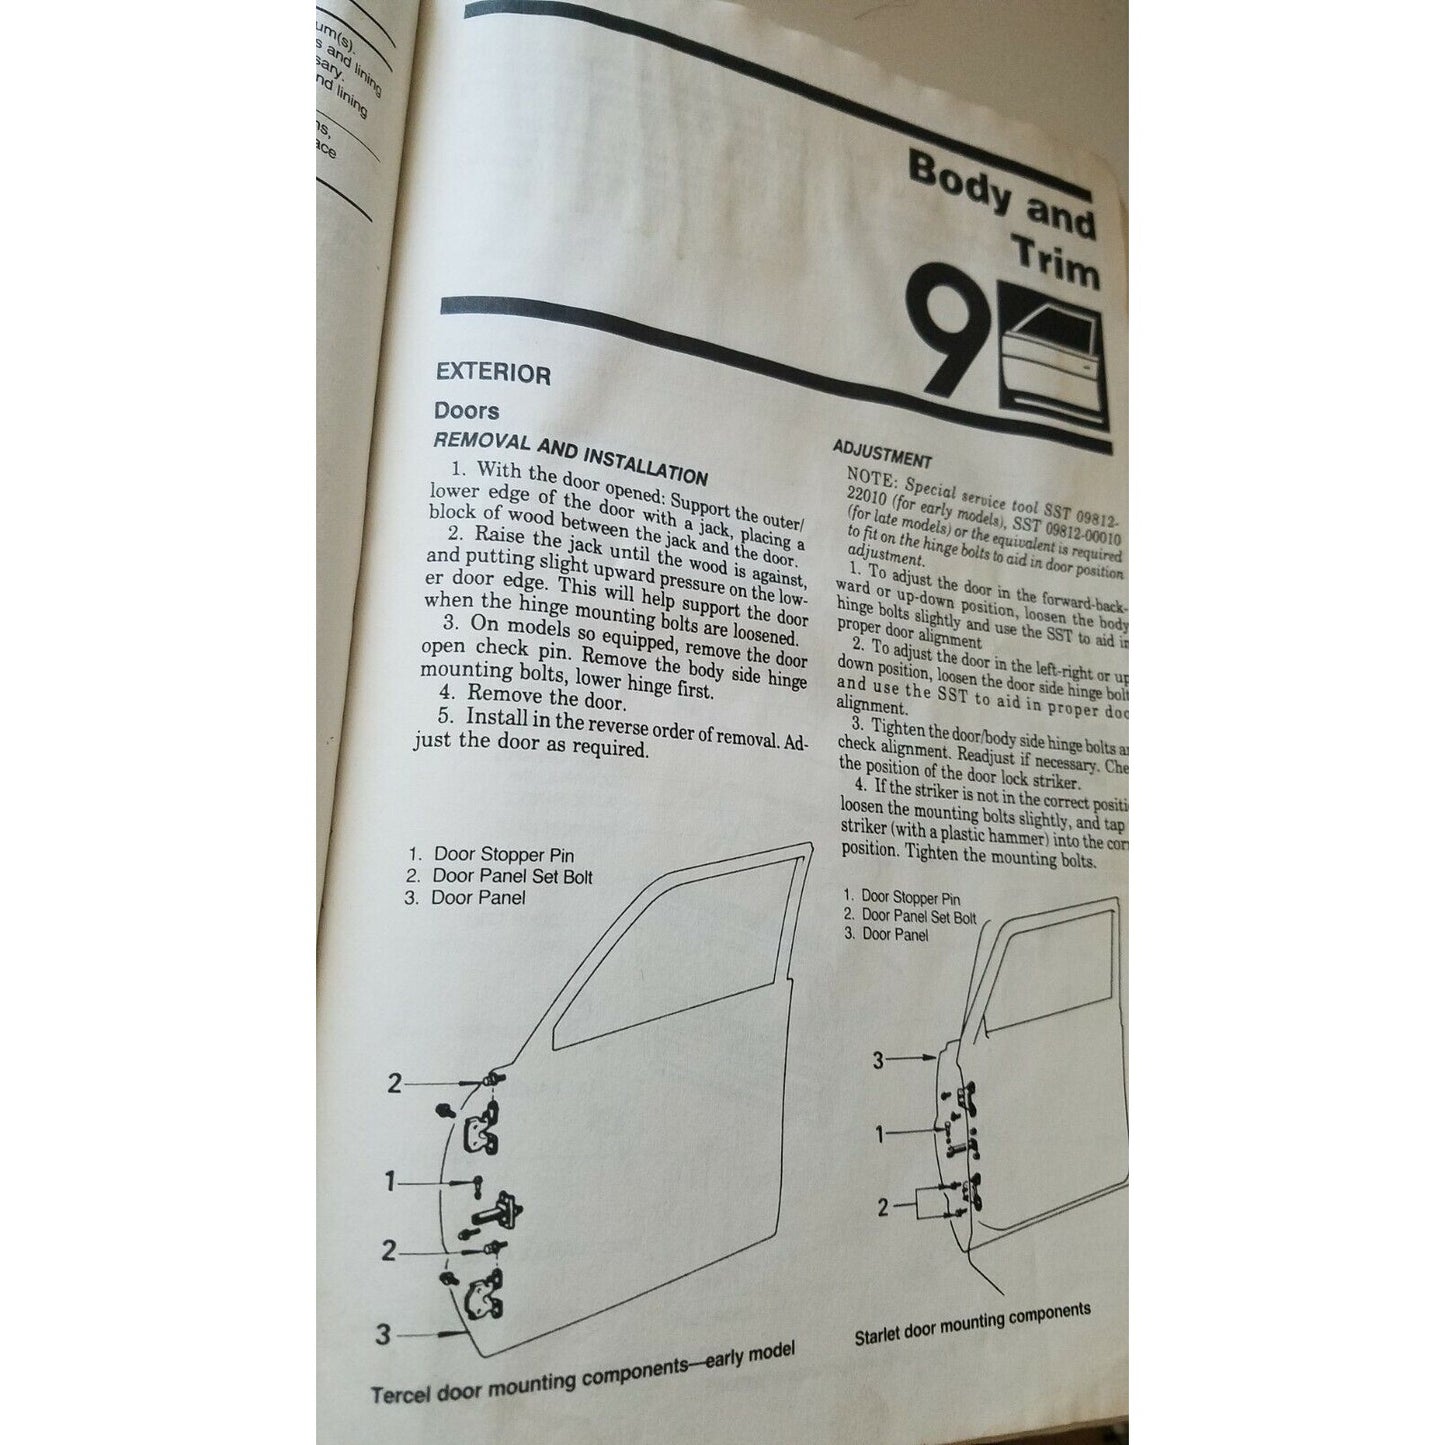 um(s).
s and lining
sary.
nd lining
ns,
ace
Body and
Trim
9
EXTERIOR
Doors
REMOVAL AND INSTALLATION
1. With the door opened: Support the outer/
lower edge of the door with a jack, placing a
block of wood between the jack and the door.
2. Raise the jack until the wood is against,
and putting slight upward pressure on the low-
er door edge. This will help support the door
when the hinge mounting bolts are loosened.
3. On models so equipped, remove the door
open check pin. Remove the body side hinge
mounting bolts, lower hinge first.
4. Remove the door.
5. Install in the reverse order of removal. Ad-
just the door as required.
1. Door Stopper Pin
2. Door Panel Set Bolt
3. Door Panel
2
1
2
3
Tercel door mounting components—early model
ADJUSTMENT
NOTE: Special service tool SST 09812-
22010 (for early models), SST 09812-00010
(for late models) or the equivalent is required
to fit on the hinge bolts to aid in door position
adjustment.
1. To adjust the door in the forward-back-
ward or up-down position, loosen the body
hinge bolts slightly and use the SST to aid in
proper door alignment
2. To adjust the door in the left-right or up
down position, loosen the door side hinge bolt
and use the SST to aid in proper doo
alignment.
3. Tighten the door/body side hinge bolts a
check alignment. Readjust if necessary. Che
the position of the door lock striker.
4. If the striker is not in the correct positi
loosen the mounting bolts slightly, and tap
striker (with a plastic hammer) into the cor
position. Tighten the mounting bolts.
1. Door Stopper Pin
2. Door Panel Set Bolt
3. Door Panel
3
1
2
Starlet door mounting components